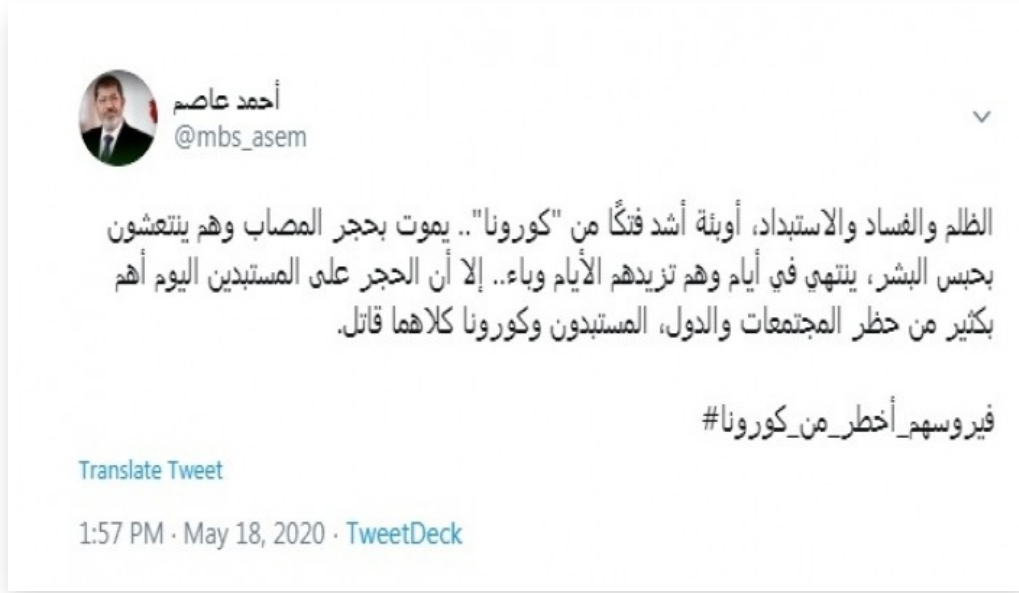 أحمد عاصم
@mbs_asem
الظلم والفساد والاستبداد، أوبئة أشد فتكًا من "كورونا".. يموت بحجر المصاب وهم ينتعشون
بحبس البشر، ينتهي في أيام وهم تزيدهم الأيام وباء.. إلا أن الحجر على المستبدين اليوم أهم
بكثير من حظر المجتمعات والدول، المستبدون وكورونا كلاهما قاتل.
فيروسهم_أخطر_من_كورونا#
Translate Tweet
1:57 PM · May 18, 2020 · TweetDeck